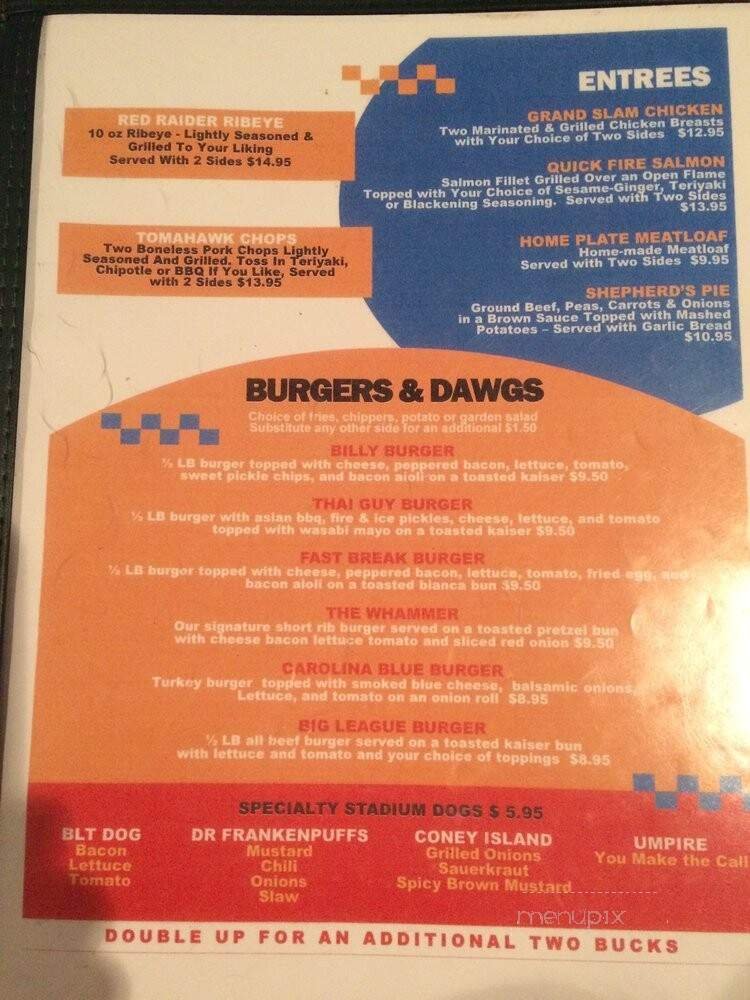 ENTREES
RED RAIDER RIBEYE
10 oz Ribeye - Lightly Seasoned &
Grilled To Your Liking
Served With 2 Sides $14.95
TOMAHAWK CHOPS
Two Boneless Pork Chops Lightly
Seasoned And Grilled. Toss In Teriyaki,
Chipotle or BBQ If You Like, Served
with 2 Sides $13.95
GRAND SLAM CHICKEN
Two Marinated & Grilled Chicken Breasts
with Your Choice of Two Sides $12.95
QUICK FIRE SALMON
Salmon Fillet Grilled Over an Open Flame
Topped with Your Choice of Sesame-Ginger, Teriyaki
or Blackening Seasoning. Served with Two Sides
$13.95
HOME PLATE MEATLOAF
Home-made Meatloaf
Served with Two Sides $9.95
SHEPHERD'S PIE
Ground Beef, Peas, Carrots & Onions
in a Brown Sauce Topped with Mashed
Potatoes – Served with Garlic Bread
$10.95
BURGERS & DAWGS
Choice of fries, chippers, potato or garden salad
Substitute any other side for an additional $1.50
BILLY BURGER
½ LB burger topped with cheese, peppered bacon, lettuce, tomato,
sweet pickle chips, and bacon aioli on a toasted kaiser $9.50
THAI GUY BURGER
½ LB burger with asian bbq, fire & ice pickles, cheese, lettuce, and tomato
topped with wasabi mayo on a toasted kaiser $9.50
FAST BREAK BURGER
½ LB burger topped with cheese, peppered bacon, lettuce, tomato, fried egg, and
bacon aioli on a toasted bianca bun $9.50
THE WHAMMER
Our signature short rib burger served on a toasted pretzel bun
with cheese bacon lettuce tomato and sliced red onion $9.50
CAROLINA BLUE BURGER
Turkey burger topped with smoked blue cheese, balsamic onions,
Lettuce, and tomato on an onion roll $8.95
BIG LEAGUE BURGER
½ LB all beef burger served on a toasted kaiser bun
with lettuce and tomato and your choice of toppings $8.95
SPECIALTY STADIUM DOGS $ 5.95
BLT DOG
Bacon
Lettuce
Tomato
DR FRANKENPUFFS
Mustard
Chili
Onions
Slaw
CONEY ISLAND
Grilled Onions
Sauerkraut
Spicy Brown Mustard
UMPIRE
You Make the Call
menupix
DOUBLE UP FOR AN ADDITIONAL TWO BUCKS